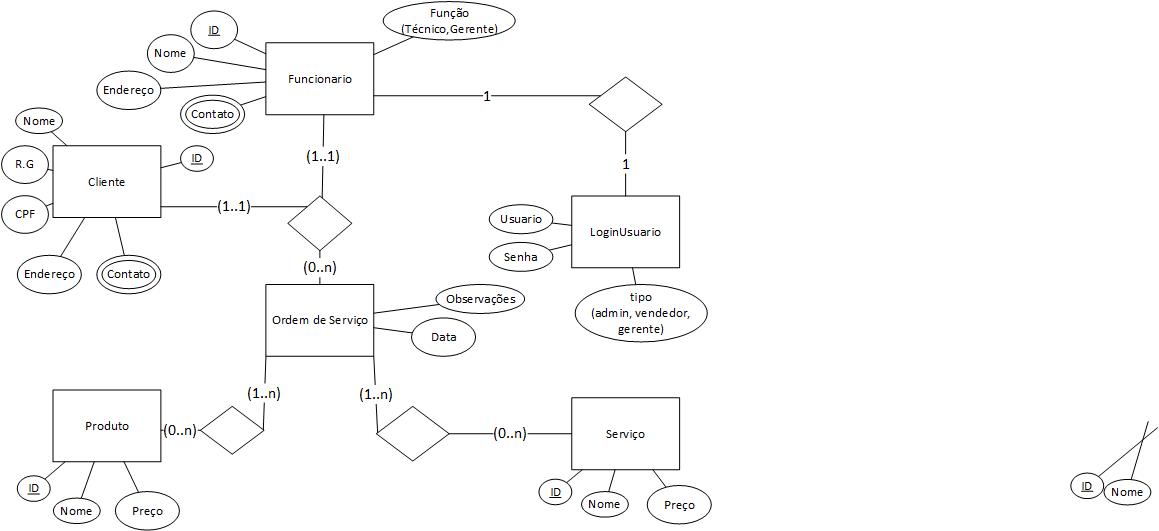 Função
(Técnico,Gerente)
ID
Nome
Funcionario
Endereço
Contato
1
Nome
(1..1)
ID
R.G
Cliente
1
(1..1)
CPF
Usuario
LoginUsuario
Senha
Endereço
Contato
(0..n)
Observações
tipo
(admin, vendedor,
gerente)
Ordem de Serviço
Data
(1..n)
(1..n)
Produto
(0..n)
(0..n)
Serviço
ID
Nome
Preço
ID
Nome
Preço
ID
Nome